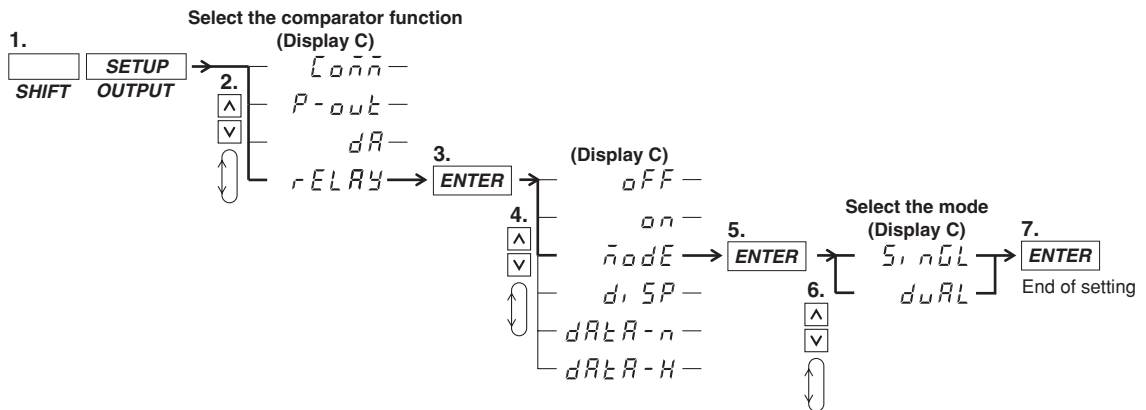 Select the comparator function
(Display C)
1.
SETUP
SHIFT OUTPUT
2.
Comm
P-out
dA
rELAY
3.
ENTER
(Display C)
4.
oFF
on
modE
diSP
dAtA-n
dAtA-H
5.
ENTER
Select the mode
(Display C)
6.
SinGL
duAL
7.
ENTER
End of setting